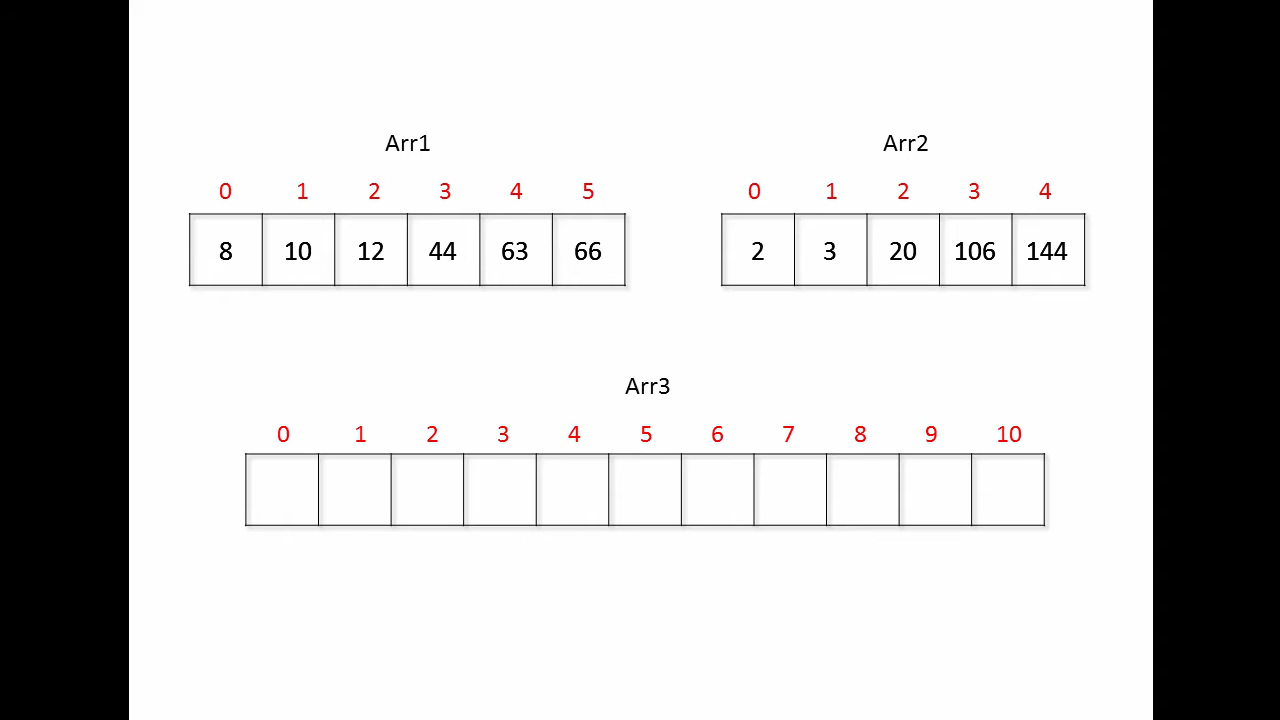 Arr1 Arr2
0 1 2 3 4 5 0 1 2 3 4
8 10 12 44 63 66 2 3 20 106 144
Arr3
0 1 2 3 4 5 6 7 8 9 10